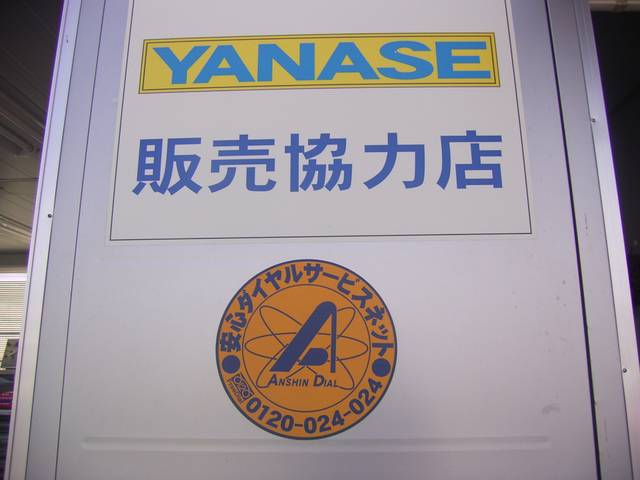 YANASE
販売協力店
安心ダイヤルサービスネット
A
ANSHIN DIAL
0120-024-024